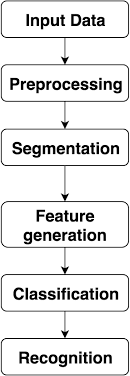 Input Data
Preprocessing
Segmentation
Feature
generation
Classification
Recognition